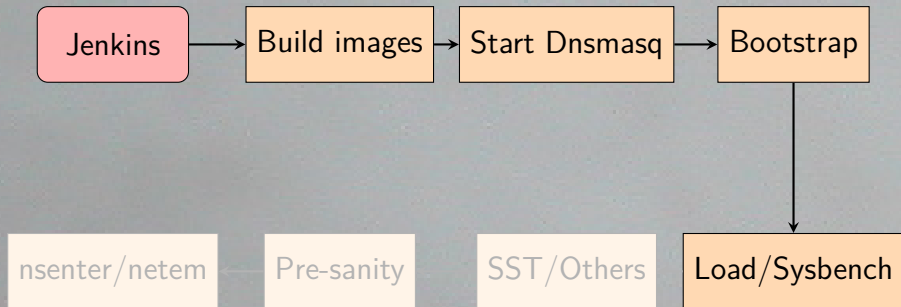 Jenkins
Build images
Start Dnsmasq
Bootstrap
nsenter/netem
Pre-sanity
SST/Others
Load/Sysbench